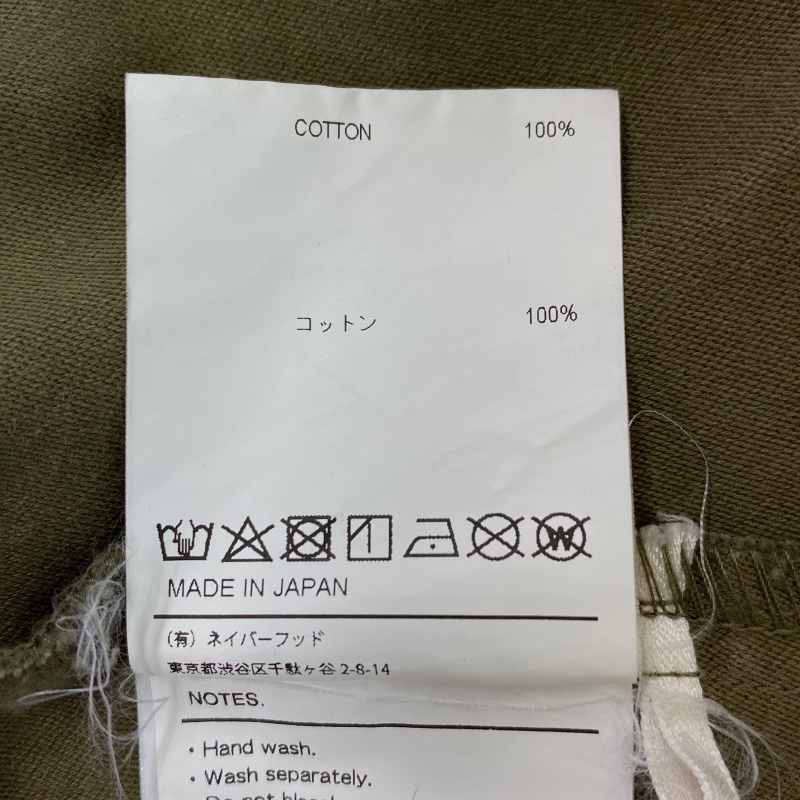 COTTON 100%
コットン 100%
W
MADE IN JAPAN
(有) ネイバーフッド
東京都渋谷区千駄ヶ谷 2-8-14
NOTES.
・Hand wash.
・Wash separately.